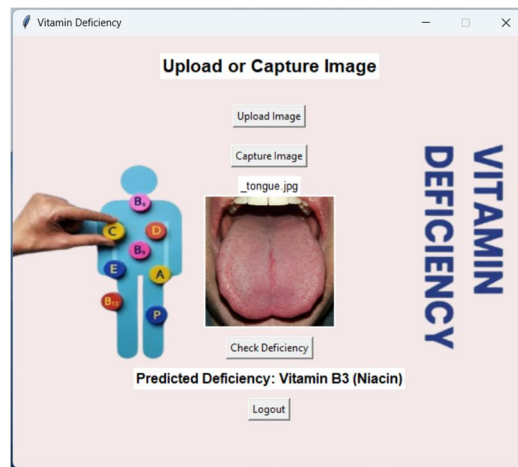 Vitamin Deficiency
Upload or Capture Image
Upload Image
Capture Image
_tongue.jpg
C
D
E
A
B12
P
Check Deficiency
Predicted Deficiency: Vitamin B3 (Niacin)
Logout
VITAMIN
DEFICIENCY